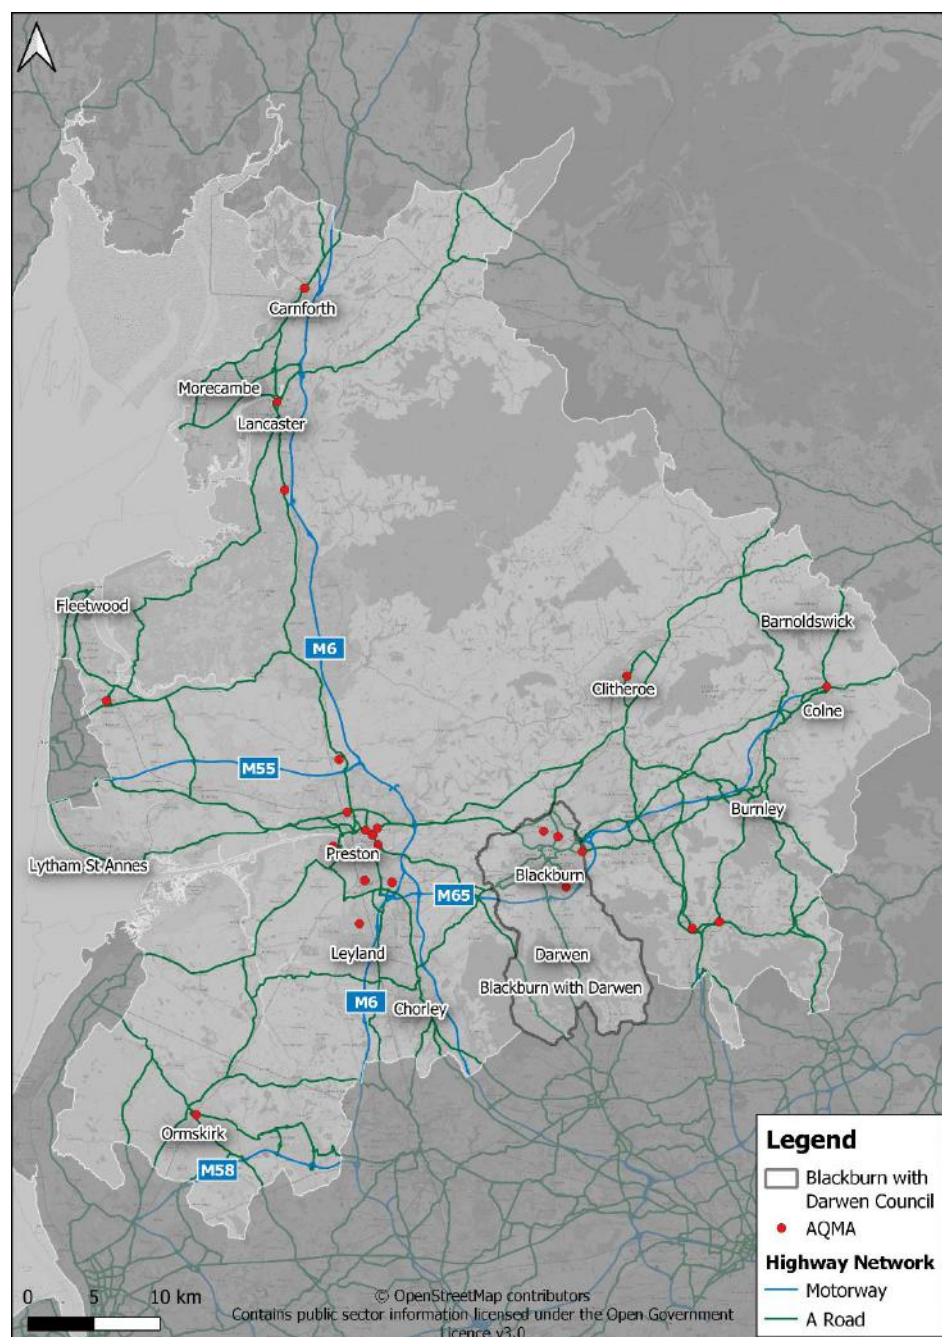 Carnforth
Morecambe
Lancaster
Fleetwood
M6
Barnoldswick
Clitheroe
Colne
M55
Burnley
Preston
Lytham St Annes
Blackburn
M65
Leyland
Darwen
Blackburn with Darwen
M6
Chorley
Ormskirk
M58
Legend
Blackburn with
Darwen Council
AQMA
Highway Network
Motorway
A Road
0 5 10 km
© OpenStreetMap contributors
Contains public sector information licensed under the Open Government
Licence v3.0